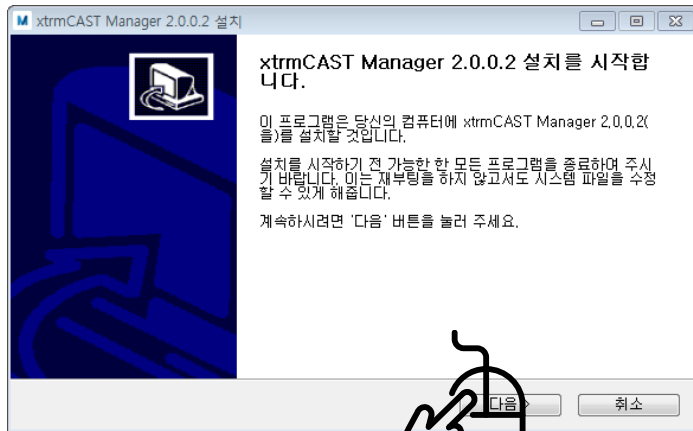 M xtrmCAST Manager 2.0.0.2 설치
xtrmCAST Manager 2.0.0.2 설치를 시작합
니다.
이 프로그램은 당신의 컴퓨터에 xtrmCAST Manager 2.0.0.2(
을)를 설치할 것입니다.
설치를 시작하기 전 가능한 한 모든 프로그램을 종료하여 주시
기 바랍니다. 이는 재부팅을 하지 않고서도 시스템 파일을 수정
할 수 있게 해줍니다.
계속하시려면 '다음' 버튼을 눌러 주세요.
다음 >
취소